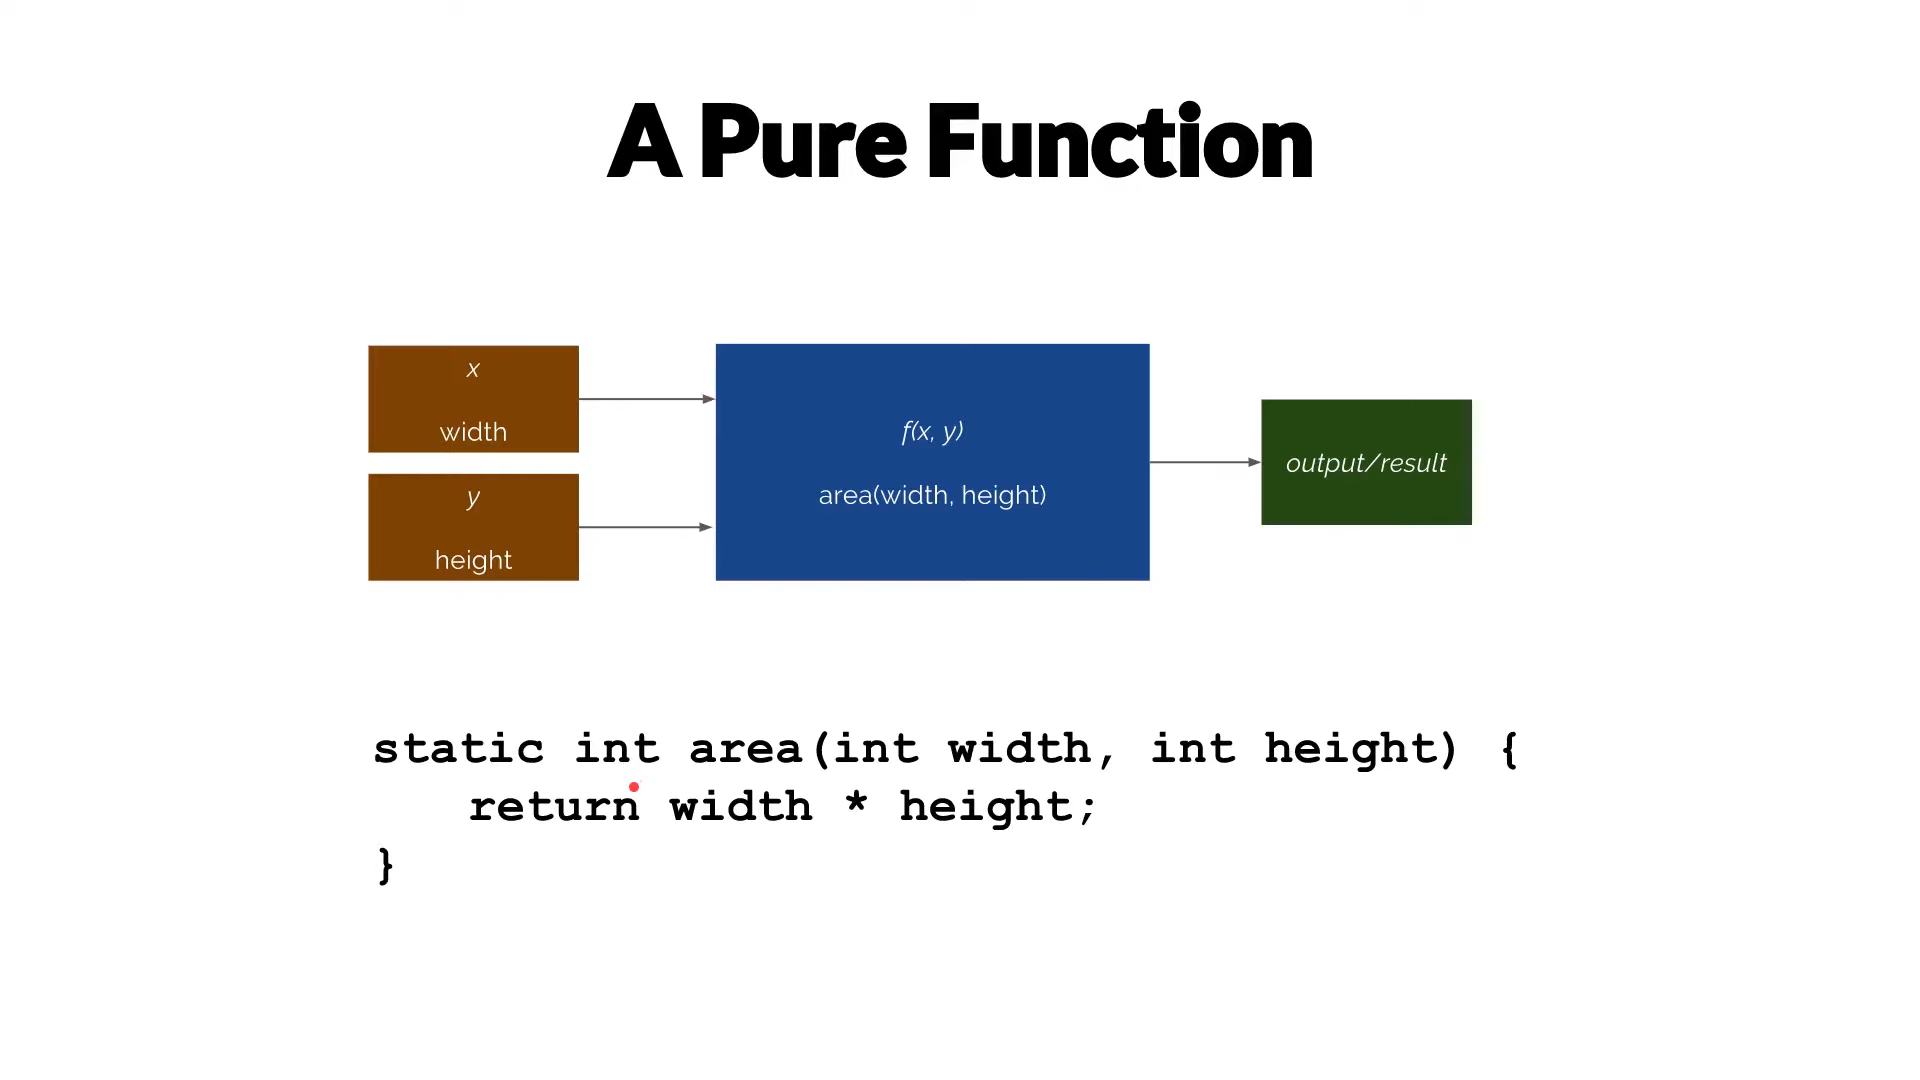 A Pure Function
x
width
y
height
f(x, y)
area(width, height)
output/result
static int area(int width, int height) {
    return width * height;
}